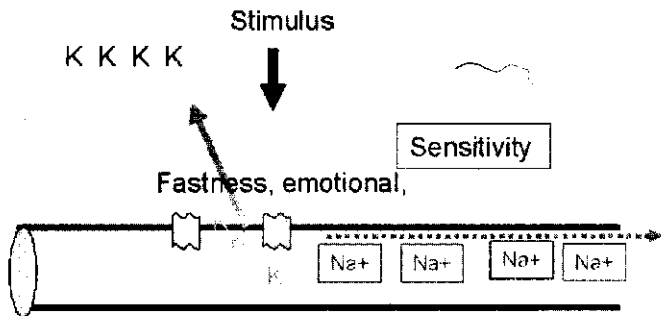 Stimulus
K K K K
Sensitivity
Fastness, emotional,
Na+ Na+ Na+ Na+
K